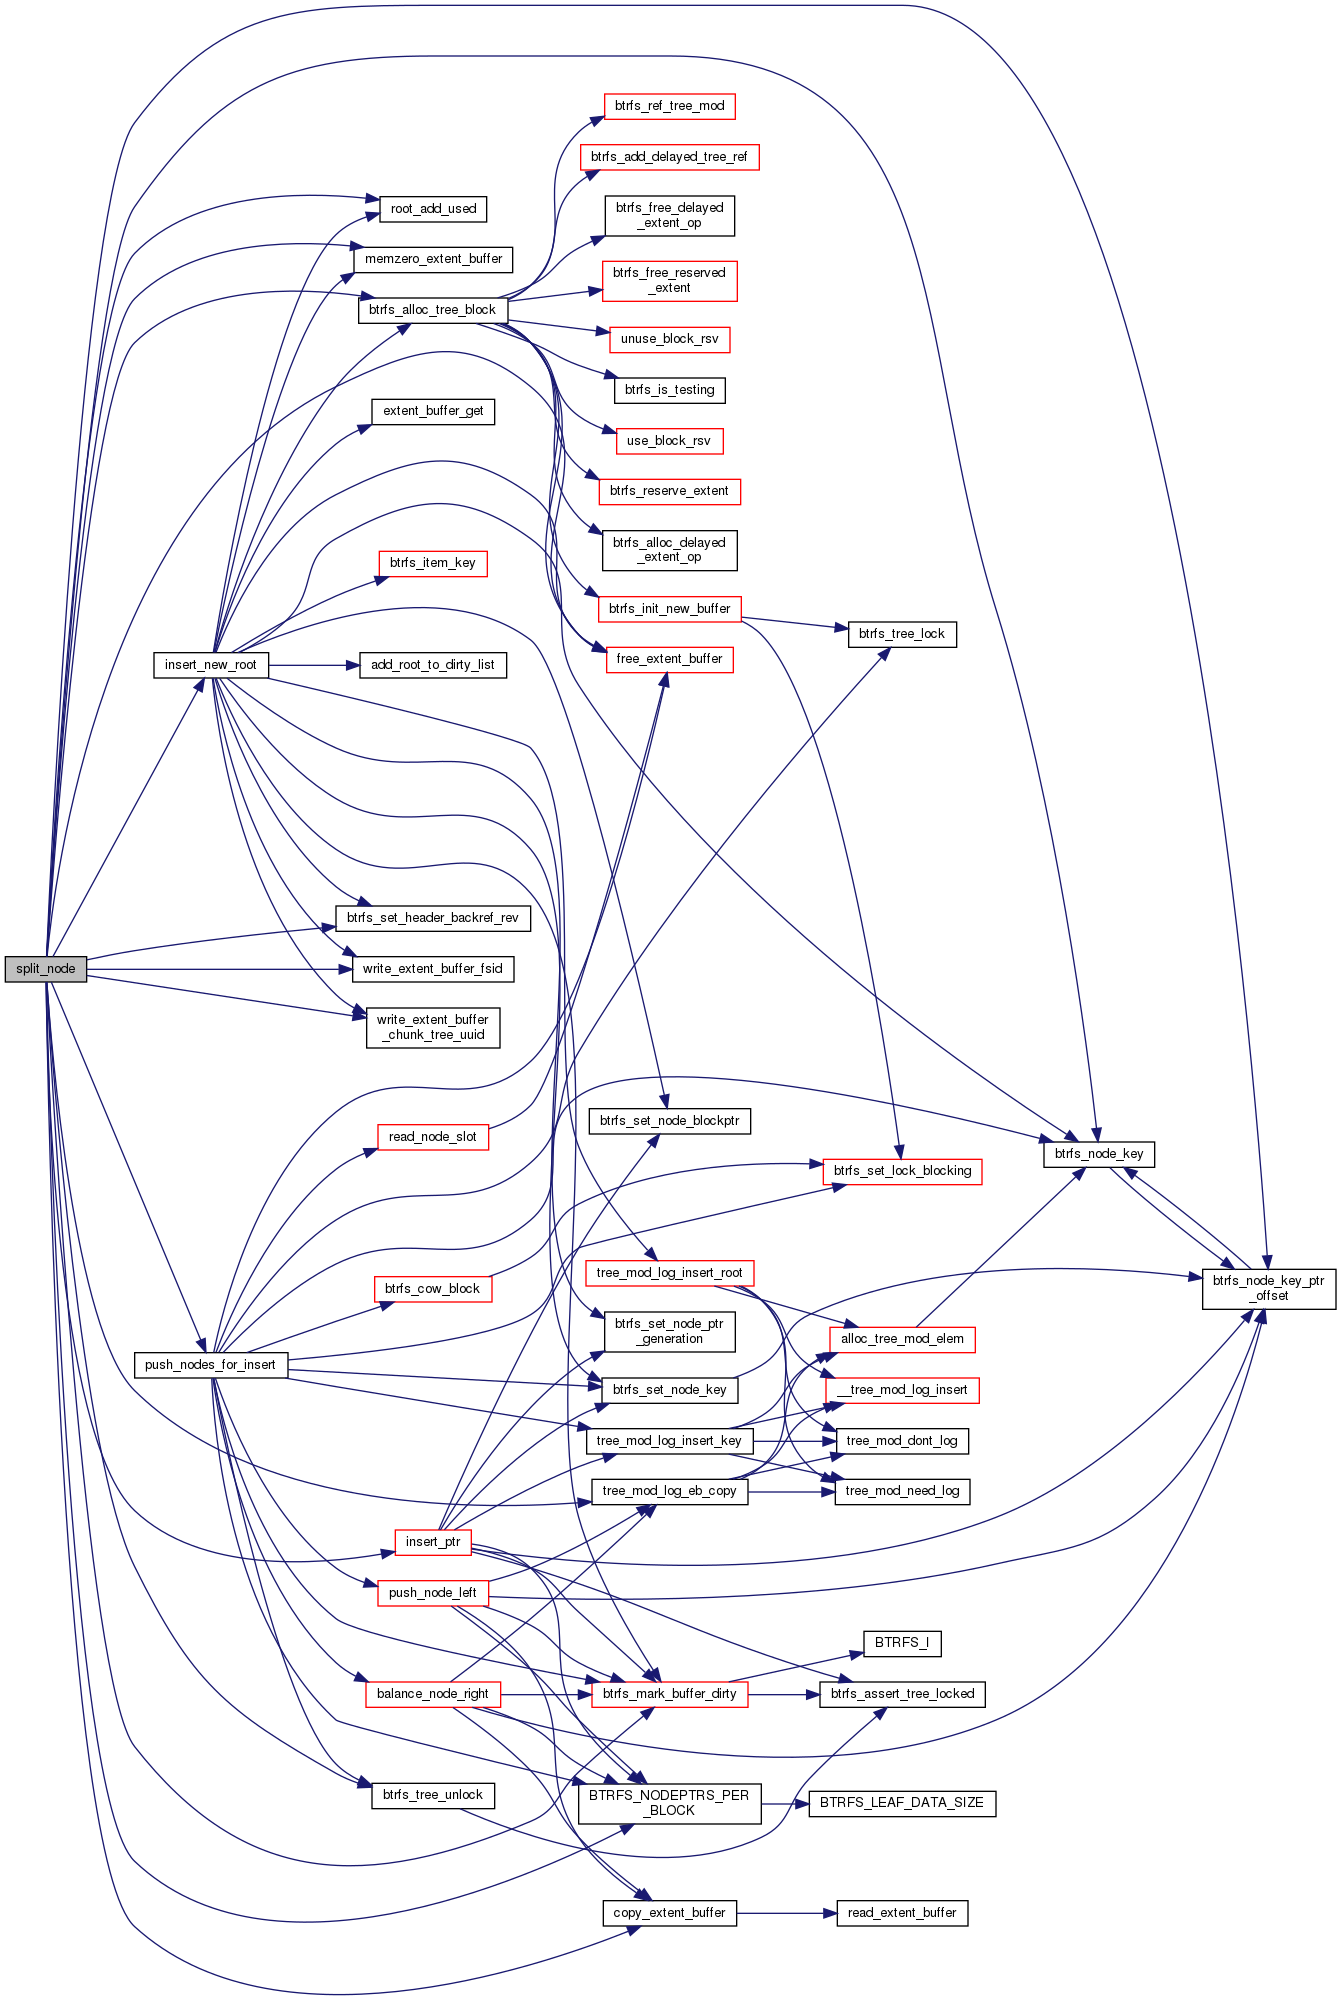 btrfs_ref_tree_mod
btrfs_add_delayed_tree_ref
root_add_used
btrfs_free_delayed
_extent_op
memzero_extent_buffer
btrfs_free_reserved
_extent
btrfs_alloc_tree_block
unuse_block_rsv
btrfs_is_testing
extent_buffer_get
use_block_rsv
btrfs_reserve_extent
btrfs_alloc_delayed
_extent_op
btrfs_item_key
btrfs_init_new_buffer
btrfs_tree_lock
insert_new_root
add_root_to_dirty_list
free_extent_buffer
btrfs_set_header_backref_rev
split_node
write_extent_buffer_fsid
write_extent_buffer
_chunk_tree_uuid
btrfs_set_node_blockptr
read_node_slot
btrfs_node_key
btrfs_set_lock_blocking
tree_mod_log_insert_root
btrfs_cow_block
btrfs_node_key_ptr
_offset
btrfs_set_node_ptr
_generation
alloc_tree_mod_elem
push_nodes_for_insert
btrfs_set_node_key
__tree_mod_log_insert
tree_mod_log_insert_key
tree_mod_dont_log
tree_mod_log_eb_copy
tree_mod_need_log
insert_ptr
push_node_left
BTRFS_I
balance_node_right
btrfs_mark_buffer_dirty
btrfs_assert_tree_locked
btrfs_tree_unlock
BTRFS_NODEPTRS_PER
_BLOCK
BTRFS_LEAF_DATA_SIZE
copy_extent_buffer
read_extent_buffer